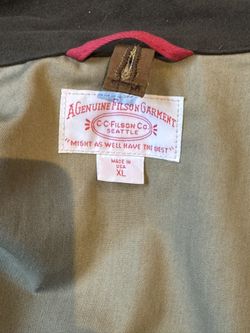 A GENUINE FILSON GARMENT
C·C·FILSON CO.
SEATTLE
"MIGHT AS WELL HAVE THE BEST"
MADE IN
USA
XL